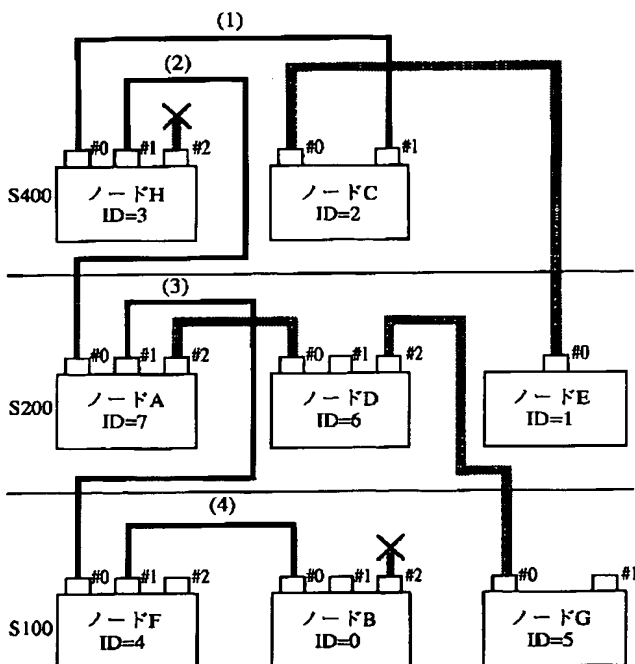 (1)
(2)
#0 #1 #2 #0 #1
S400
ノードH
ID=3
ノードC
ID=2
(3)
#0 #1 #2 #0 #1 #2 #0
S200
ノードA
ID=7
ノードD
ID=6
ノードE
ID=1
(4)
#0 #1 #2 #0 #1 #2 #0 #1
S100
ノードF
ID=4
ノードB
ID=0
ノードG
ID=5